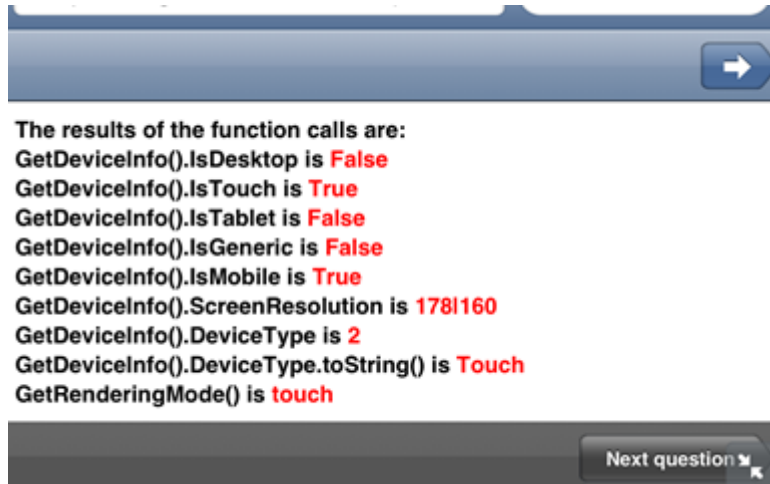 The results of the function calls are:
GetDeviceInfo().IsDesktop is False
GetDeviceInfo().IsTouch is True
GetDeviceInfo().IsTablet is False
GetDeviceInfo().IsGeneric is False
GetDeviceInfo().IsMobile is True
GetDeviceInfo().ScreenResolution is 178|160
GetDeviceInfo().DeviceType is 2
GetDeviceInfo().DeviceType.toString() is Touch
GetRenderingMode() is touch
Next question